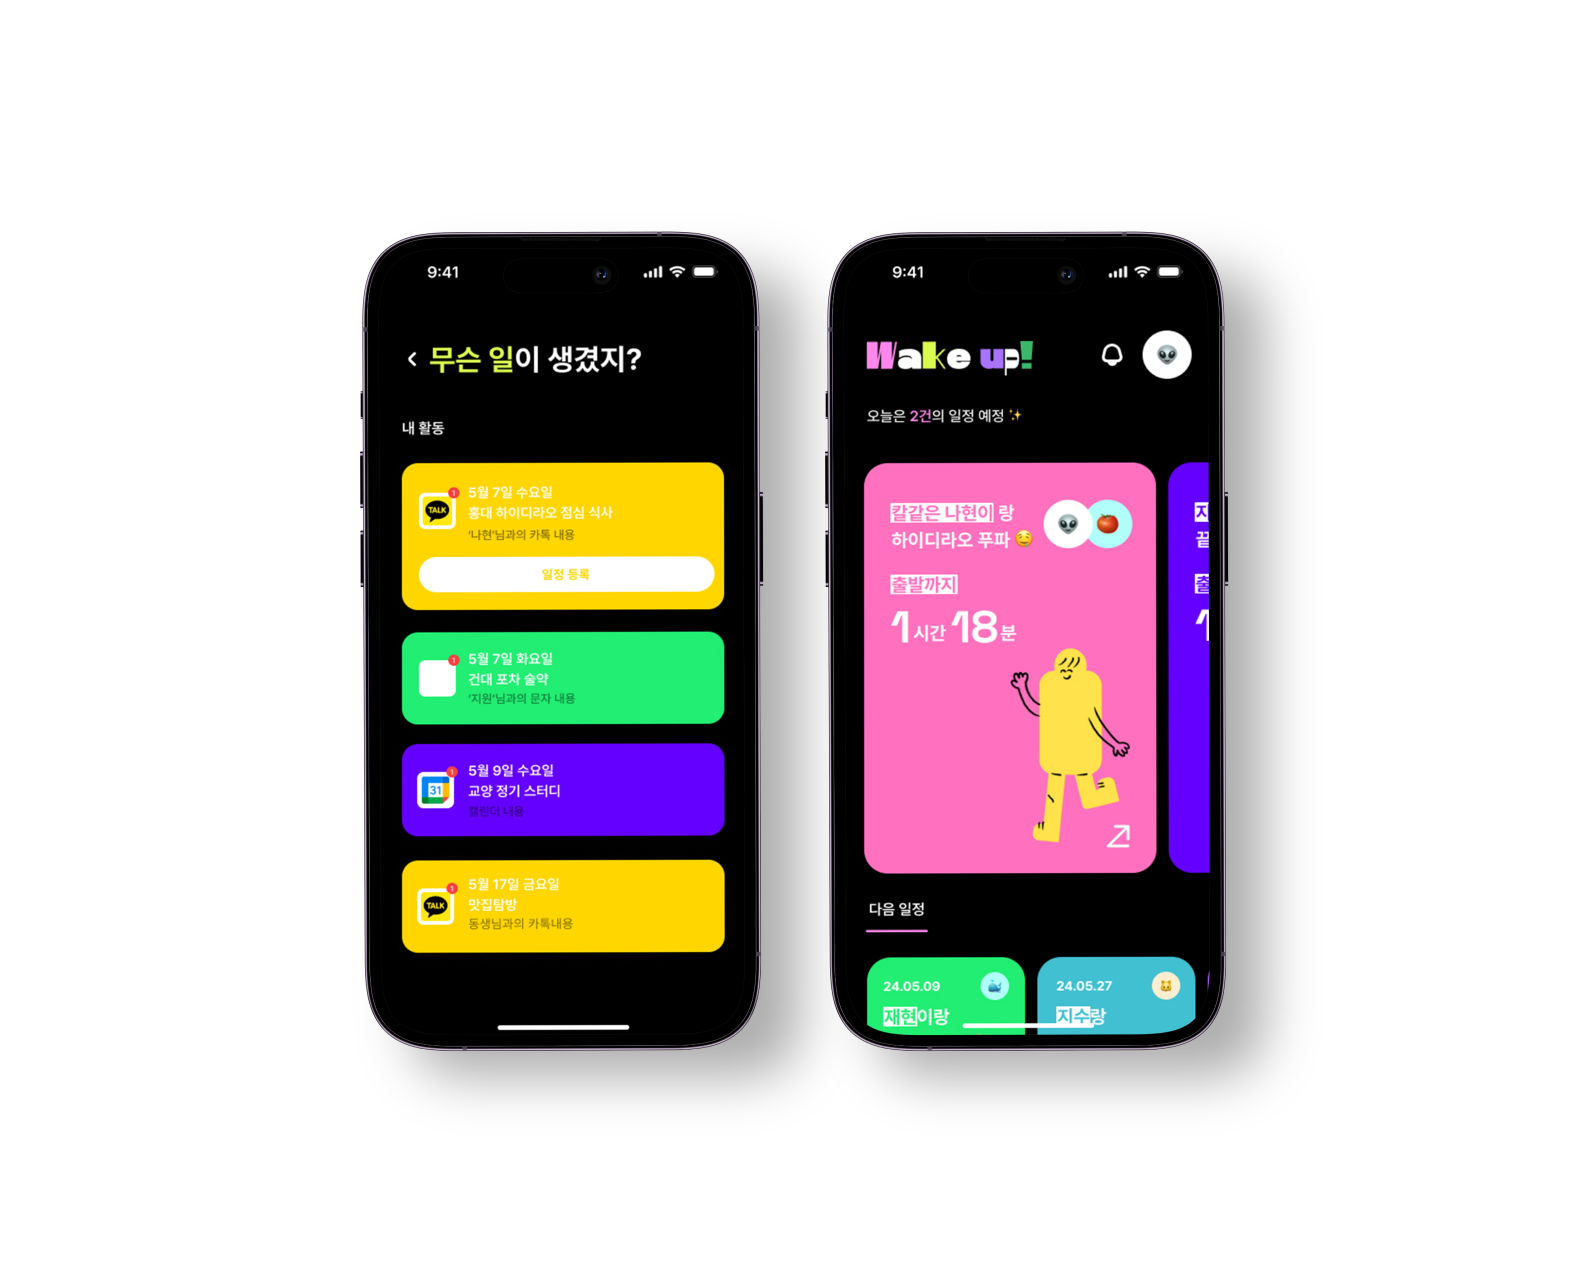 9:41
무슨 일이 생겼지?
내 활동
1
TALK
5월 7일 수요일
홍대 하이디라오 점심 식사
'나현'님과의 카톡 내용
일정 등록
1
5월 7일 화요일
건대 포차 술약
'지원'님과의 문자 내용
1
31
5월 9일 수요일
교양 정기 스터디
캘린더 내용
1
TALK
5월 17일 금요일
맛집탐방
동생님과의 카톡내용
9:41
Wake up!
오늘은 2건의 일정 예정
칼같은 나현이 랑
하이디라오 푸파
출발까지
1시간 18분
다음 일정
24.05.09
재현이랑
24.05.27
지수랑